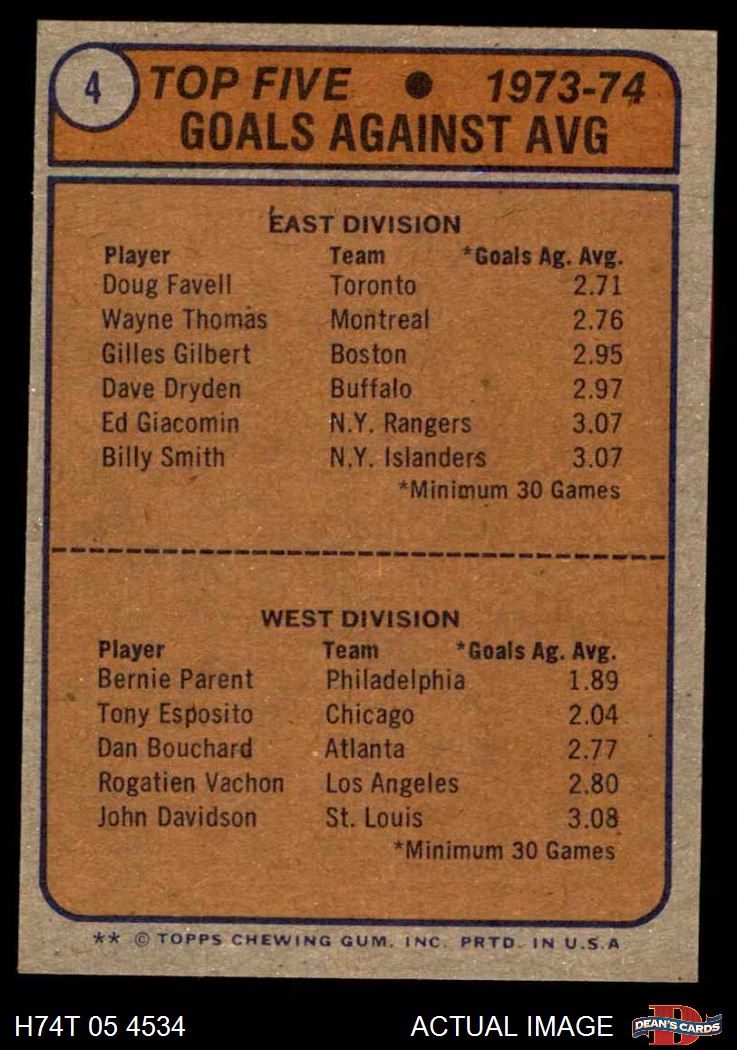 4
TOP FIVE ● 1973-74
GOALS AGAINST AVG
EAST DIVISION
Player Team *Goals Ag. Avg.
Doug Favell Toronto 2.71
Wayne Thomas Montreal 2.76
Gilles Gilbert Boston 2.95
Dave Dryden Buffalo 2.97
Ed Giacomin N.Y. Rangers 3.07
Billy Smith N.Y. Islanders 3.07
*Minimum 30 Games
WEST DIVISION
Player Team *Goals Ag. Avg.
Bernie Parent Philadelphia 1.89
Tony Esposito Chicago 2.04
Dan Bouchard Atlanta 2.77
Rogatien Vachon Los Angeles 2.80
John Davidson St. Louis 3.08
*Minimum 30 Games
** © TOPPS CHEWING GUM, INC. PRTD. IN U.S.A
H74T 05 4534 ACTUAL IMAGE DEAN'S CARDS